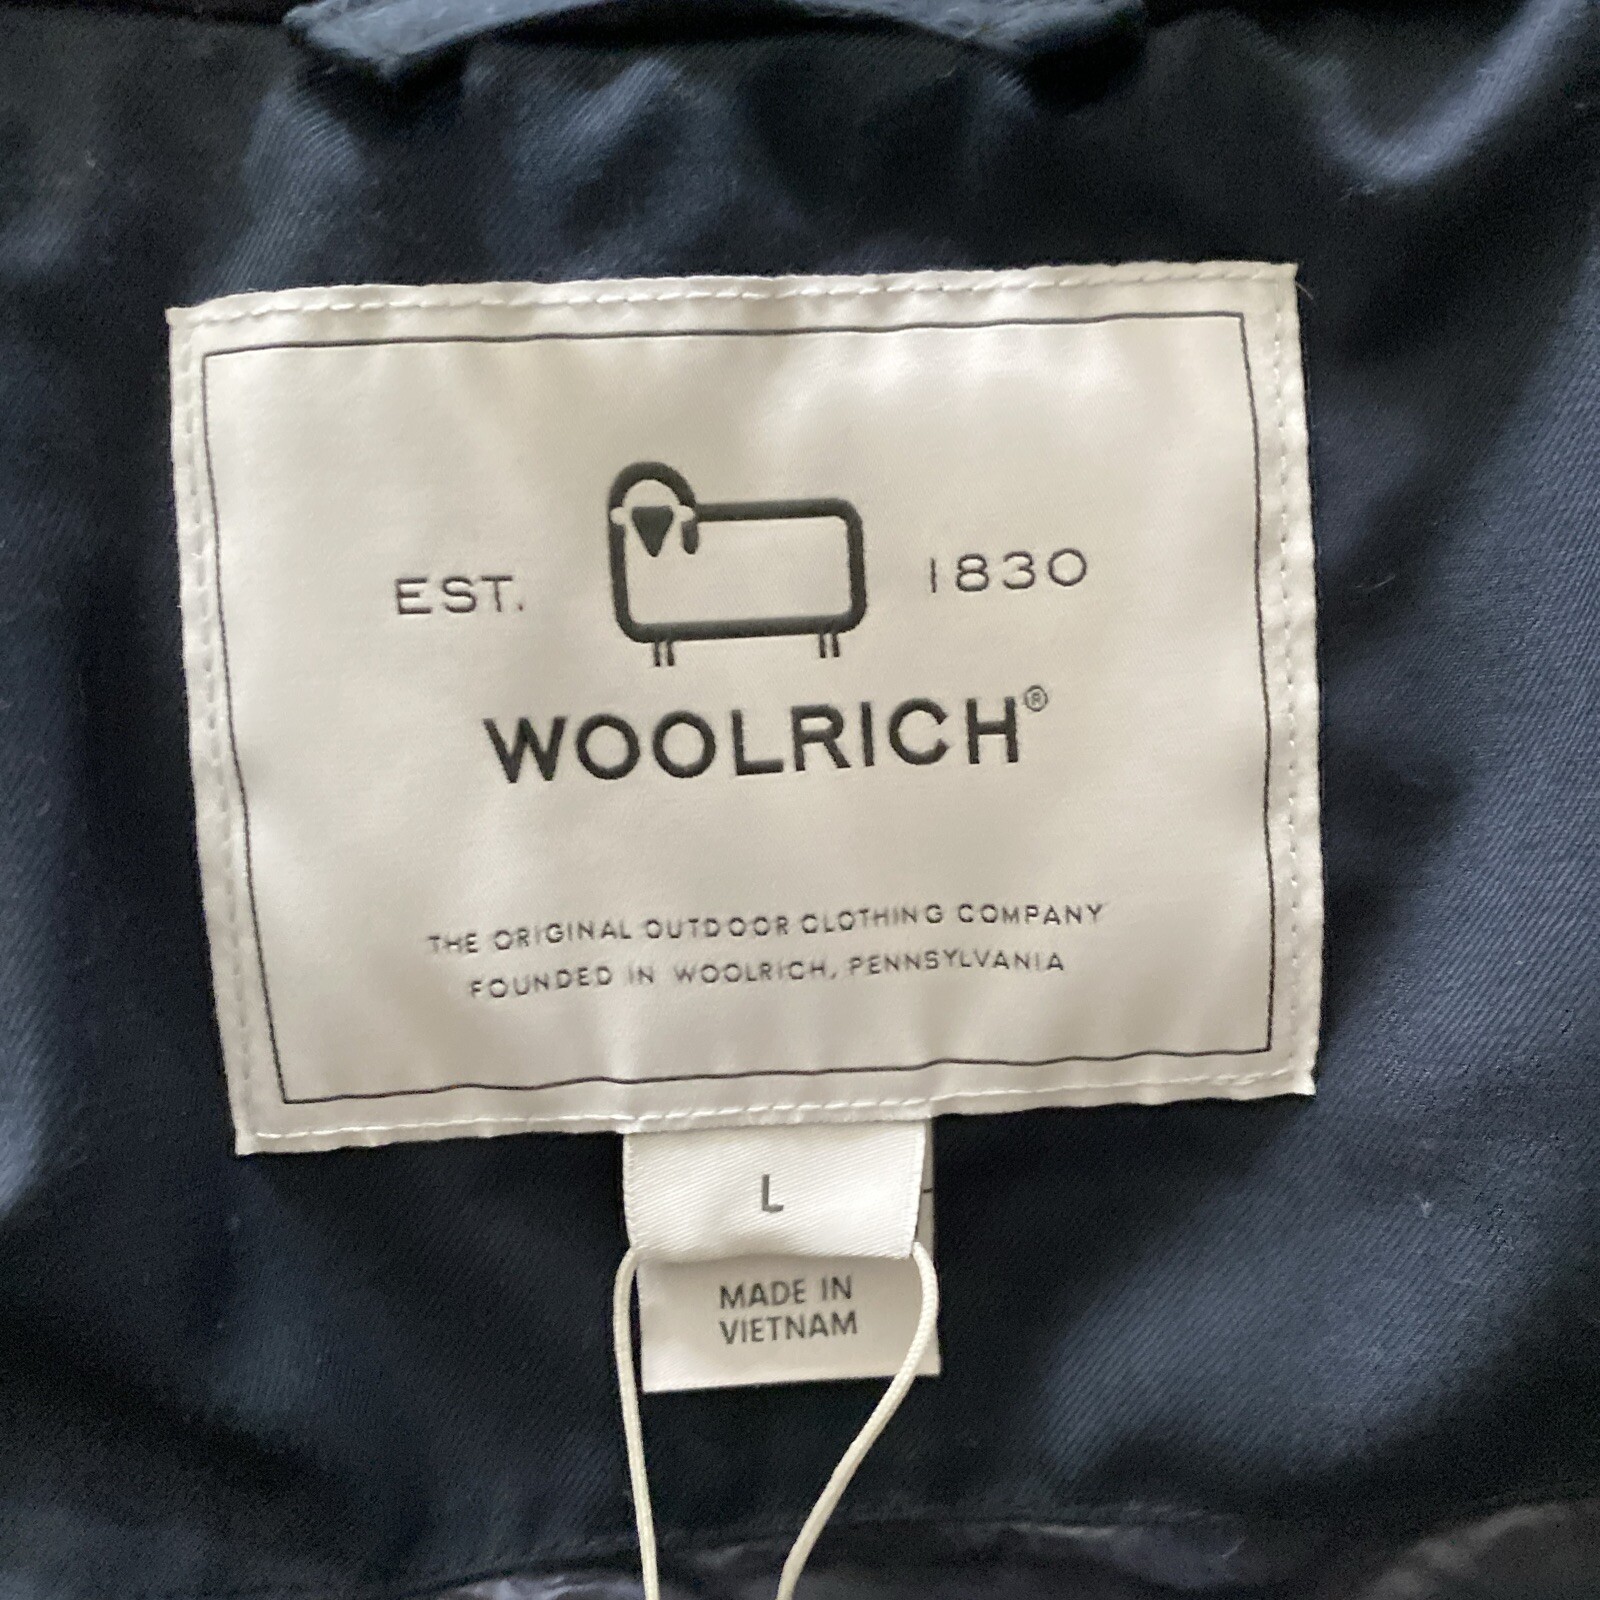 EST. 1830
WOOLRICH®
THE ORIGINAL OUTDOOR CLOTHING COMPANY
FOUNDED IN WOOLRICH, PENNSYLVANIA
L
MADE IN
VIETNAM